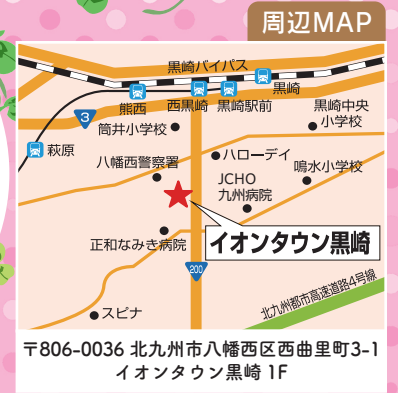 周辺MAP
黒崎バイパス
黒崎
熊西
西黒崎
黒崎駅前
黒崎中央
小学校
3
筒井小学校
萩原
ハローデイ
八幡西警察署
鳴水小学校
JCHO
九州病院
イオンタウン黒崎
正和なみき病院
200
北九州都市高速道路4号線
スピナ
〒806-0036 北九州市八幡西区西曲里町3-1
イオンタウン黒崎 1F